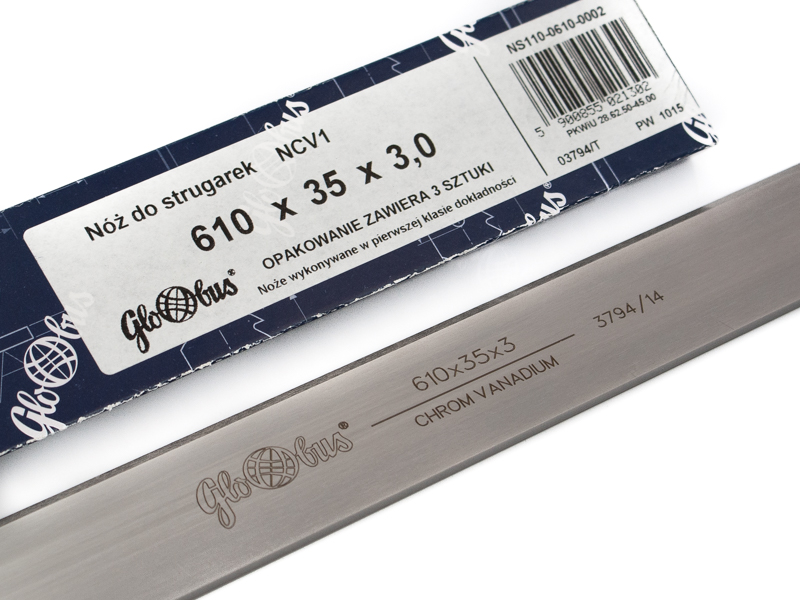 NS110-0610-0002
5 900855 021302
PKWiU 28.62.50-45.00
03794/T PW 1015
Nóż do strugarek NCV1
610 x 35 x 3,0
OPAKOWANIE ZAWIERA 3 SZTUKI
Noże wykonywane w pierwszej klasie dokładności
Globus®
Globus
610x35x3
CHROM VANADIUM
3794/14
Globus®